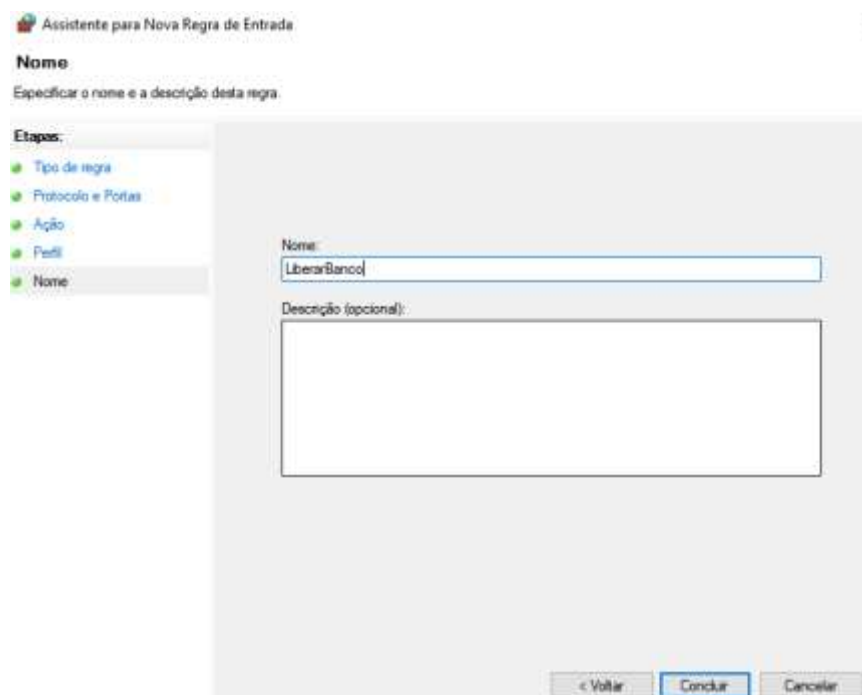 Assistente para Nova Regra de Entrada
Nome
Especificar o nome e a descrição desta regra.
Etapas:
Tipo de regra
Protocolo e Portas
Ação
Perfil
Nome
Nome:
LiberarBanco
Descrição (opcional):
< Voltar
Concluir
Cancelar